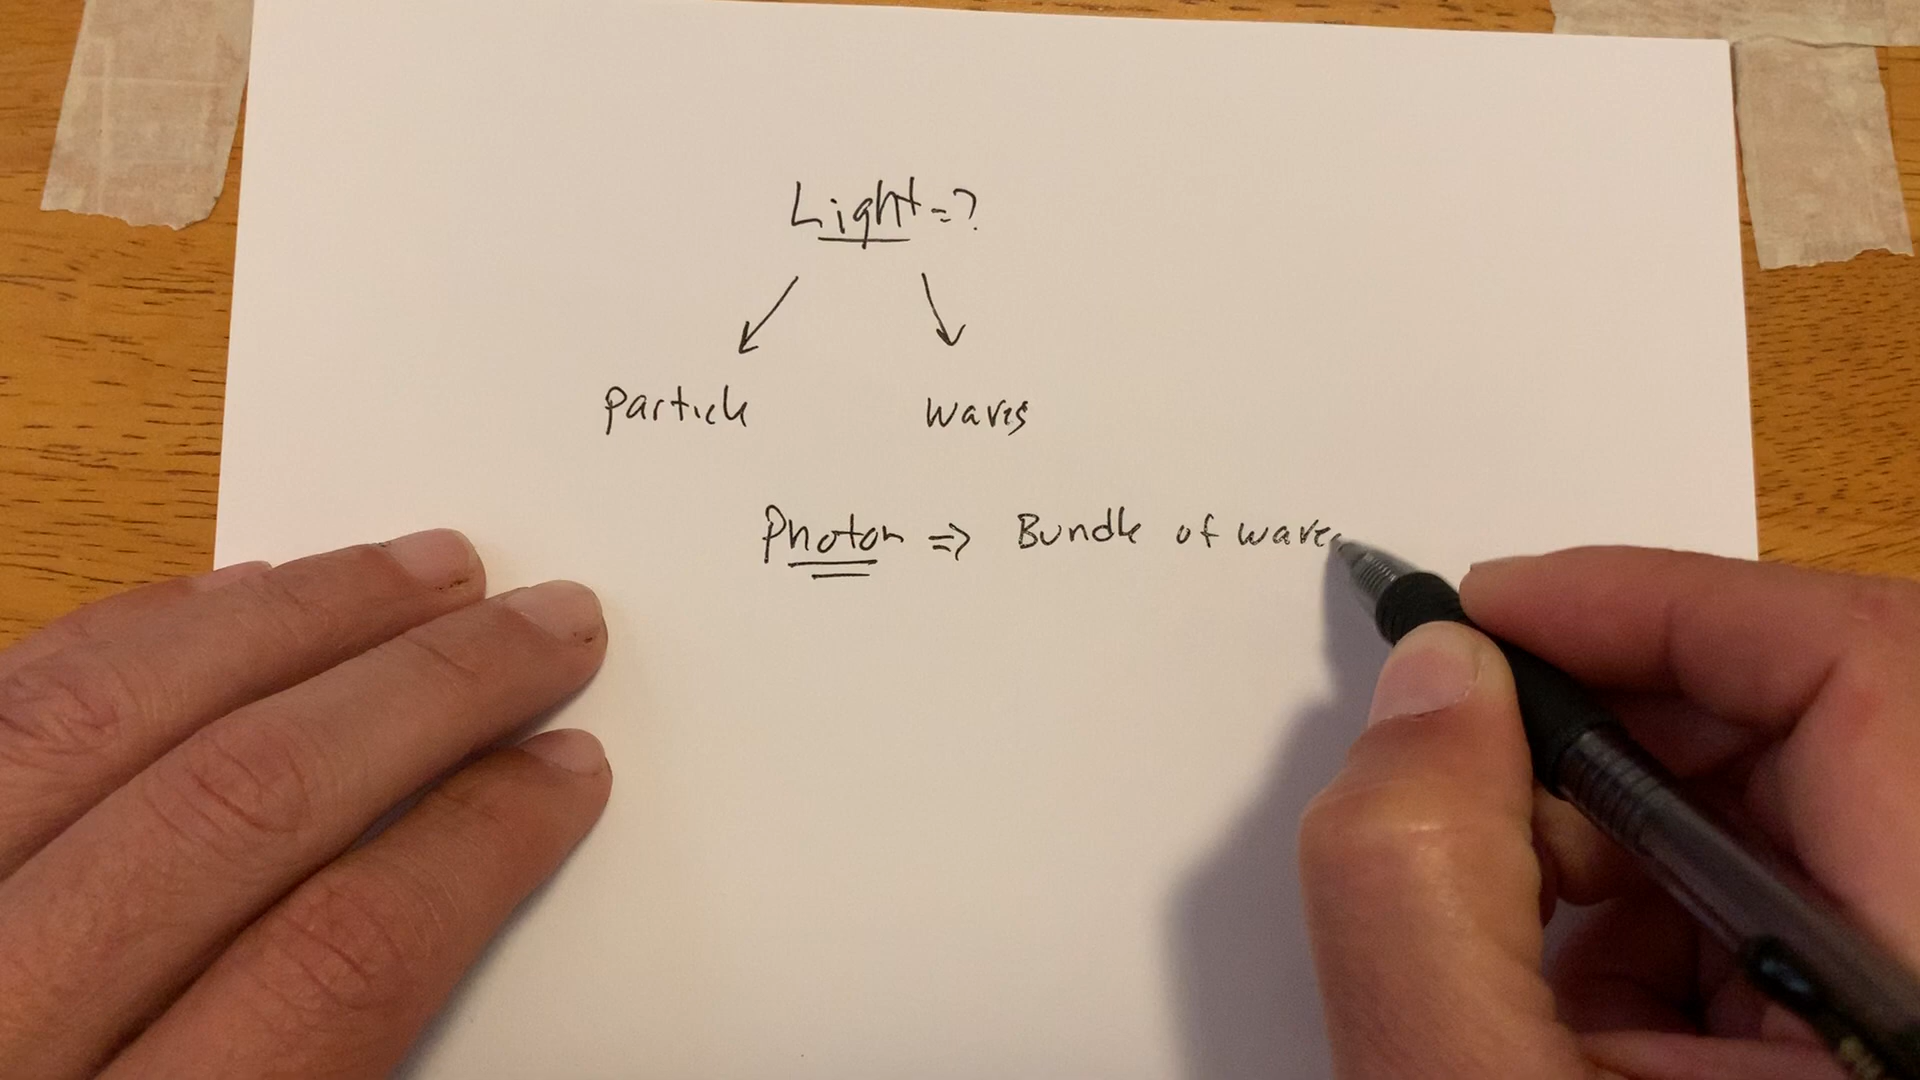 Light = ?
particle waves
Photon => Bundle of waves